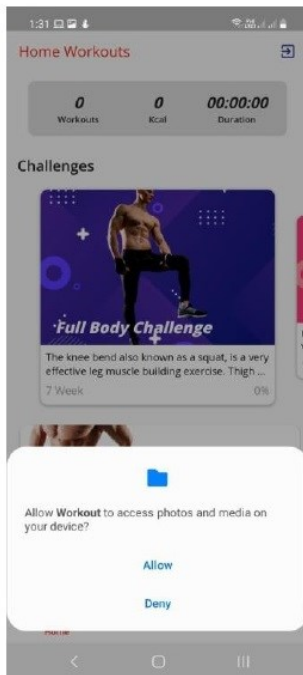 1:31
Home Workouts
0 0 00:00:00
Workouts Kcal Duration
Challenges
Full Body Challenge
The knee bend also known as a squat, is a very
effective leg muscle building exercise. Thigh ...
7 Week 0%
Allow Workout to access photos and media on
your device?
Allow
Deny
Home